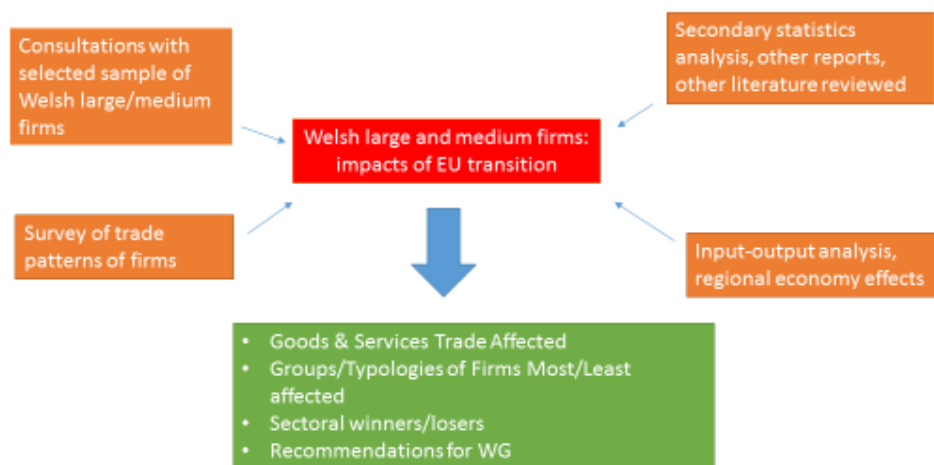 Consultations with
selected sample of
Welsh large/medium
firms
Secondary statistics
analysis, other reports,
other literature reviewed
Welsh large and medium firms:
impacts of EU transition
Survey of trade
patterns of firms
Input-output analysis,
regional economy effects
• Goods & Services Trade Affected
• Groups/Typologies of Firms Most/Least
affected
• Sectoral winners/losers
• Recommendations for WG